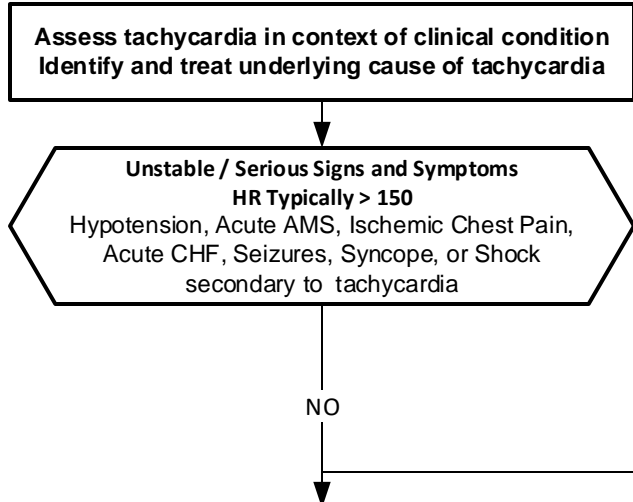 Assess tachycardia in context of clinical condition
Identify and treat underlying cause of tachycardia
Unstable / Serious Signs and Symptoms
HR Typically > 150
Hypotension, Acute AMS, Ischemic Chest Pain,
Acute CHF, Seizures, Syncope, or Shock
secondary to tachycardia
NO